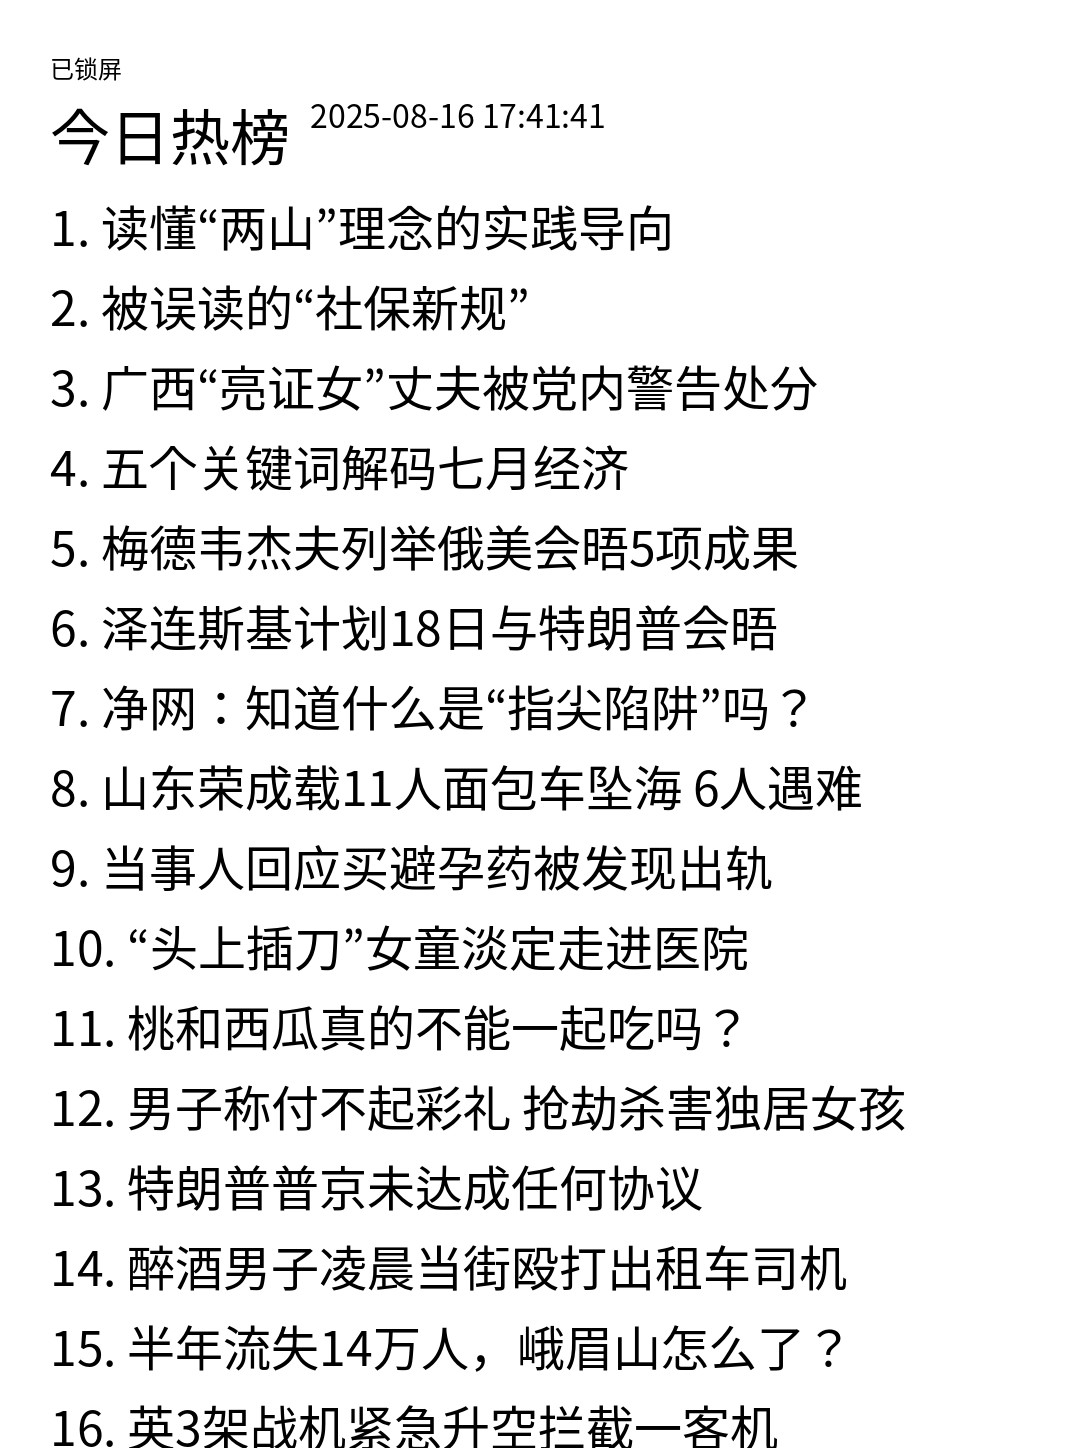 已锁屏
今日热榜 2025-08-16 17:41:41
1. 读懂“两山”理念的实践导向
2. 被误读的“社保新规”
3. 广西“亮证女”丈夫被党内警告处分
4. 五个关键词解码七月经济
5. 梅德韦杰夫列举俄美会晤5项成果
6. 泽连斯基计划18日与特朗普会晤
7. 净网：知道什么是“指尖陷阱”吗？
8. 山东荣成载11人面包车坠海 6人遇难
9. 当事人回应买避孕药被发现出轨
10. “头上插刀”女童淡定走进医院
11. 桃和西瓜真的不能一起吃吗？
12. 男子称付不起彩礼 抢劫杀害独居女孩
13. 特朗普普京未达成任何协议
14. 醉酒男子凌晨当街殴打出租车司机
15. 半年流失14万人，峨眉山怎么了？
16. 英3架战机紧急升空拦截一客机